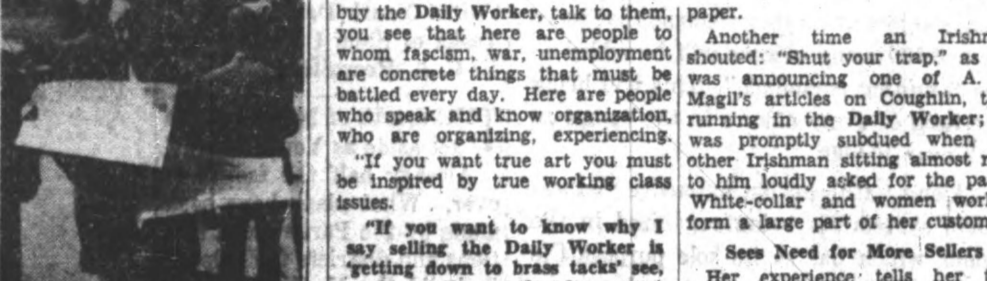 buy the Daily Worker, talk to them,
you see that here are people to
whom fascism, war, unemployment
are concrete things that must be
battled every day. Here are people
who speak and know organization,
who are organizing, experiencing.
"If you want true art you must
be inspired by true working class
issues.
"If you want to know why I
say selling the Daily Worker is
'getting down to brass tacks' see,
paper.
Another time an
shouted: "Shut your trap," as
was announcing one of A.
Magil's articles on Coughlin,
running in the Daily Worker;
was promptly subdued when
other Irishman sitting almost
to him loudly asked for the
White-collar and women
form a large part of her
Sees Need for More Sellers
Her experience tells her